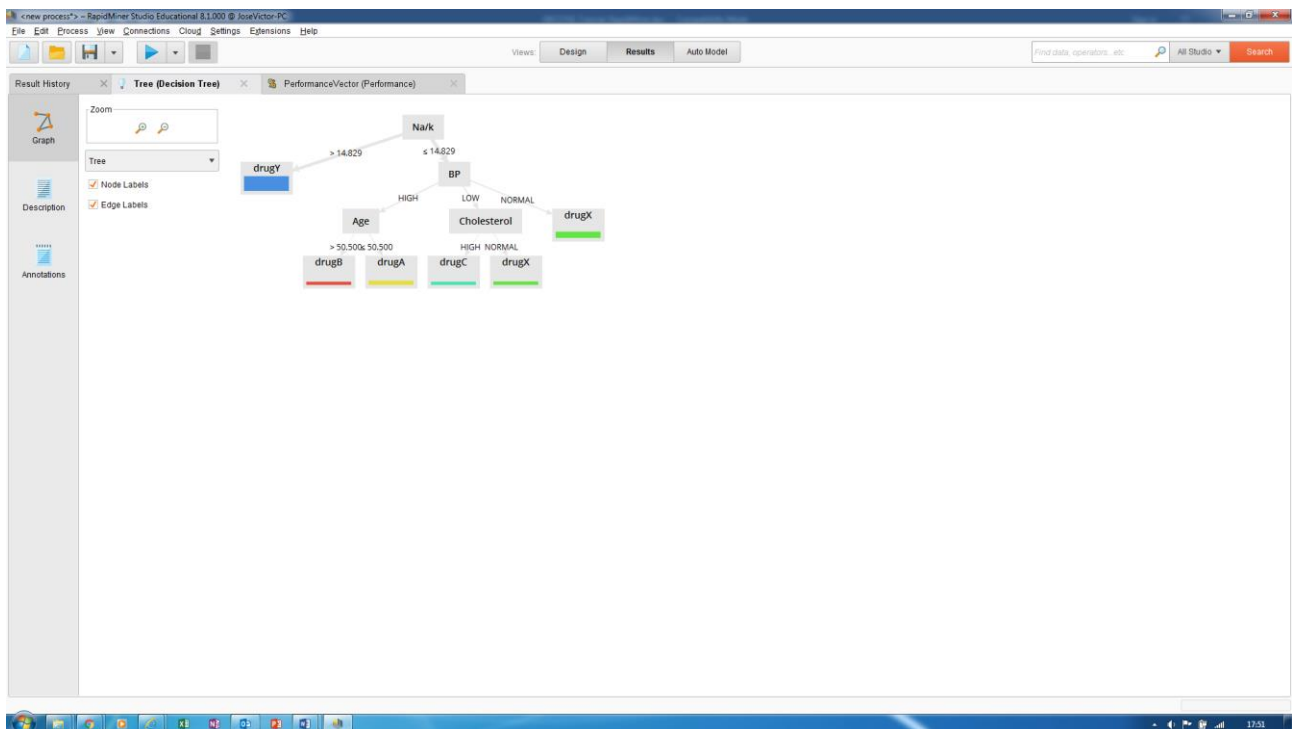 <new process*> – RapidMiner Studio Educational 8.1.000 @ JoseVictor-PC
File Edit Process View Connections Cloud Settings Extensions Help
Views: Design Results Auto Model Find data, operators...etc All Studio Search
Result History Tree (Decision Tree) PerformanceVector (Performance)
Graph
Description
Annotations
Zoom
Tree
Node Labels
Edge Labels
Na/k
> 14.829 ≤ 14.829
drugY BP
HIGH LOW NORMAL
Age Cholesterol drugX
> 50.500 ≤ 50.500 HIGH NORMAL
drugB drugA drugC drugX
17:51